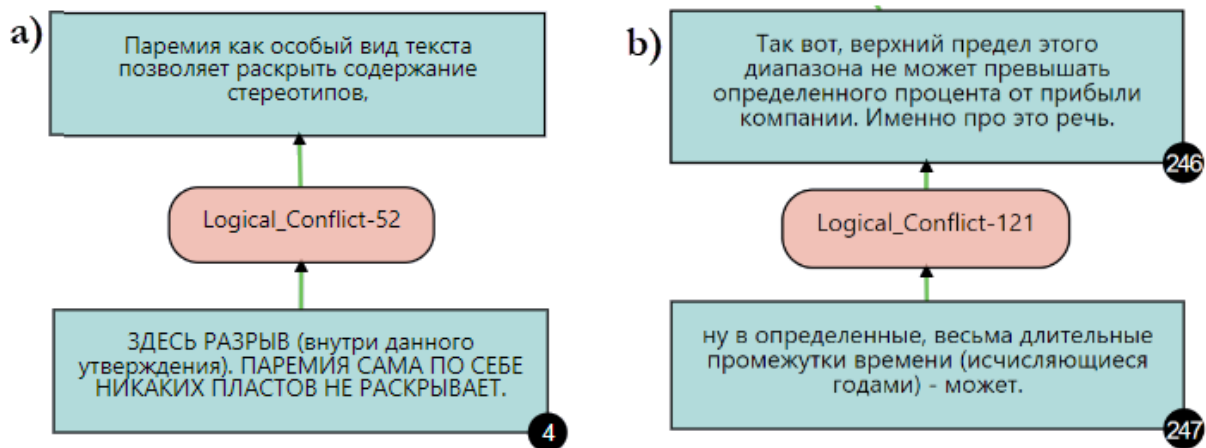 a)
Паремия как особый вид текста
позволяет раскрыть содержание
стереотипов,
Logical_Conflict-52
ЗДЕСЬ РАЗРЫВ (внутри данного
утверждения). ПАРЕМИЯ САМА ПО СЕБЕ
НИКАКИХ ПЛАСТОВ НЕ РАСКРЫВАЕТ.
4
b)
Так вот, верхний предел этого
диапазона не может превышать
определенного процента от прибыли
компании. Именно про это речь.
246
Logical_Conflict-121
ну в определенные, весьма длительные
промежутки времени (исчисляющиеся
годами) - может.
247